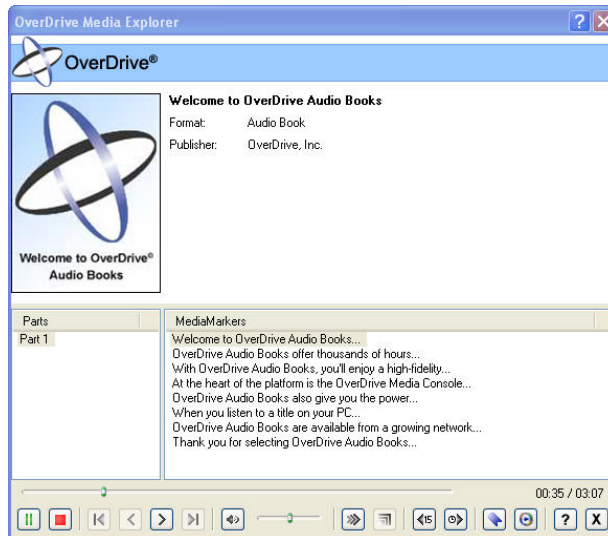 OverDrive Media Explorer
OverDrive®
Welcome to OverDrive Audio Books
Format: Audio Book
Publisher: OverDrive, Inc.
Welcome to OverDrive®
Audio Books
Parts
Part 1
MediaMarkers
Welcome to OverDrive Audio Books...
OverDrive Audio Books offer thousands of hours...
With OverDrive Audio Books, you'll enjoy a high-fidelity...
At the heart of the platform is the OverDrive Media Console...
OverDrive Audio Books also give you the power...
When you listen to a title on your PC...
OverDrive Audio Books are available from a growing network...
Thank you for selecting OverDrive Audio Books...
00:35 / 03:07
15
?
X